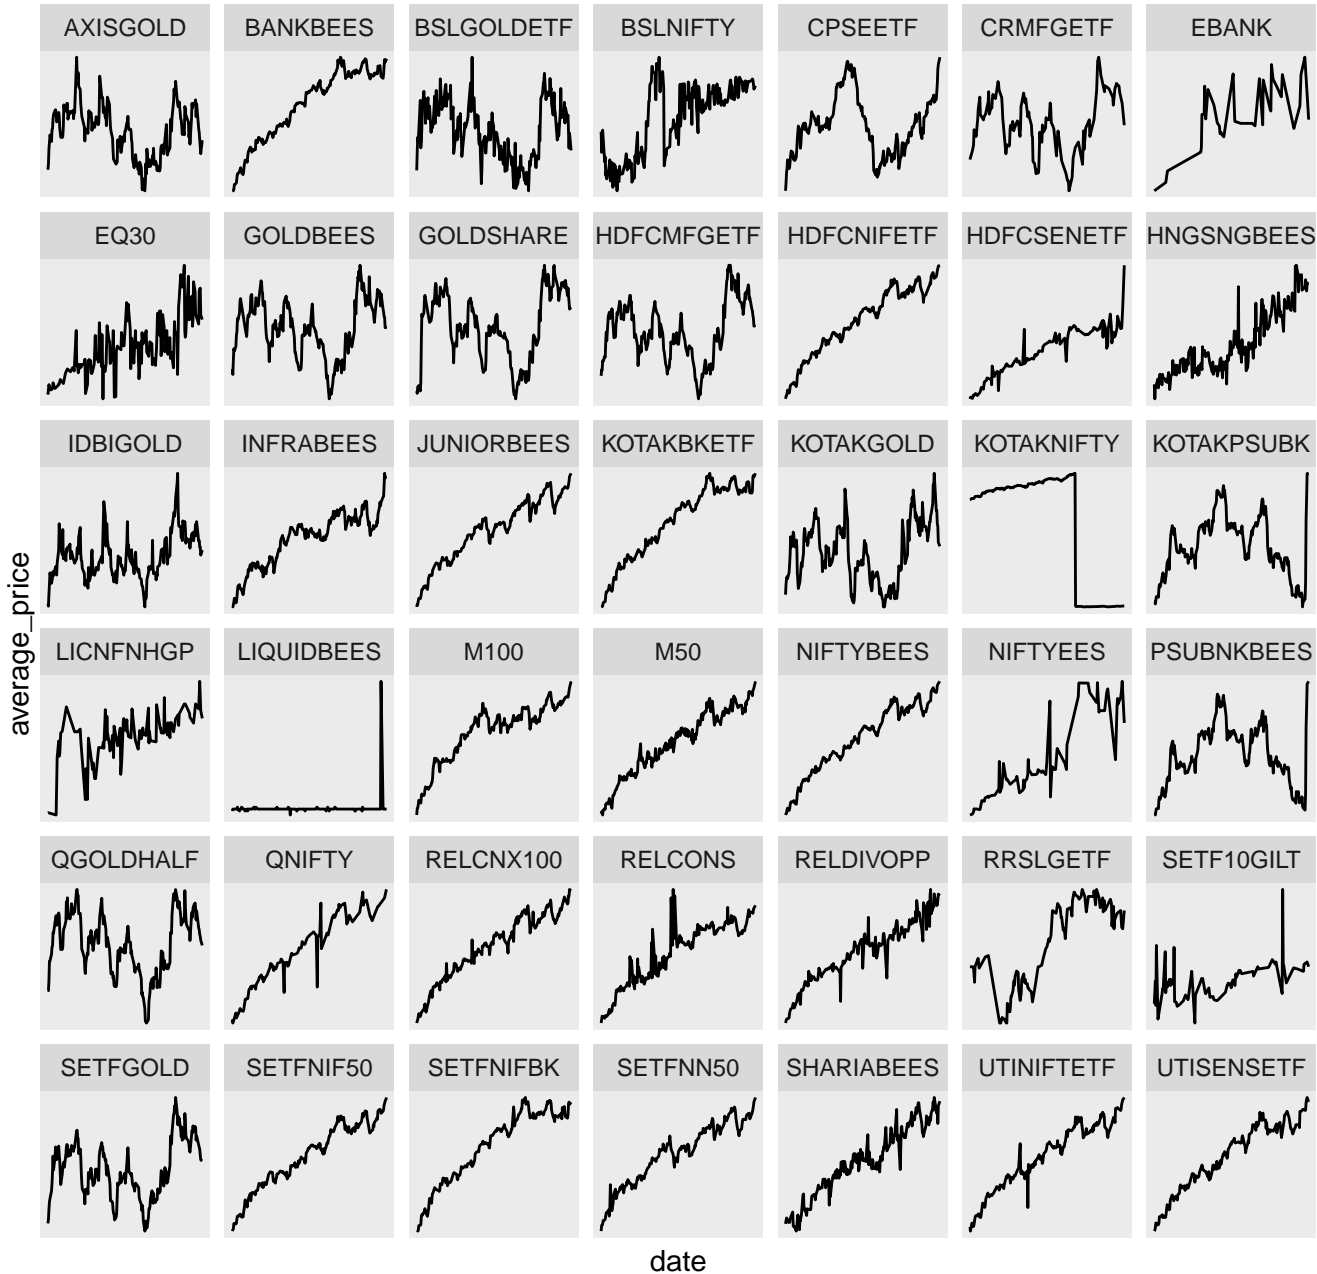 AXISGOLD BANKBEES BSLGOLDETF BSLNIFTY CPSEETF CRMFGETF EBANK
EQ30 GOLDBEES GOLDSHARE HDFCMFGETF HDFCNIFETF HDFCSENETF HNGSNGBEES
IDBIGOLD INFRABEES JUNIORBEES KOTAKBKETF KOTAKGOLD KOTAKNIFTY KOTAKPSUBK
average_price
LICNFNHGP LIQUIDBEES M100 M50 NIFTYBEES NIFTYEES PSUBNKBEES
QGOLDHALF QNIFTY RELCNX100 RELCONS RELDIVOPP RRSLGETF SETF10GILT
SETFGOLD SETFNIF50 SETFNIFBK SETFNN50 SHARIABEES UTINIFTETF UTISENSETF
date